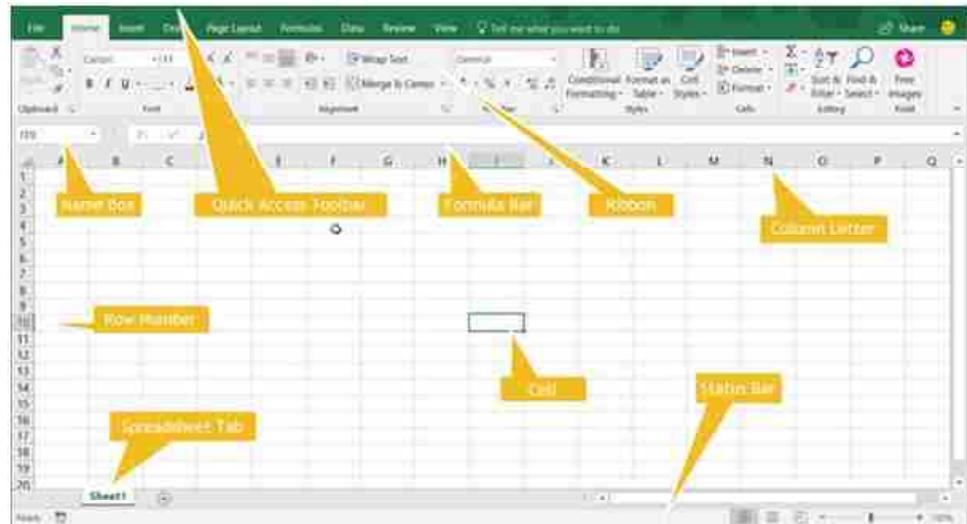 File Home Insert Draw Page Layout Formulas Data Review View Tell me what you want to do Share
Calibri 11 Wrap Text General Insert
B I U Merge & Center Conditional Format as Cell Delete Sort & Find & Free
Formatting Table Styles Format Filter Select Images
Clipboard Font Alignment Styles Cells Editing
I10
A B C E F G H I J K L M N O P Q
1
2
3
Name Box Quick Access Toolbar Formula Bar Ribbon
4
Column Letter
5
6
7
8
9
10
Row Number
11
12
13
14
Cell Status Bar
15
16
17
Spreadsheet Tab
18
19
20
Sheet1
Ready